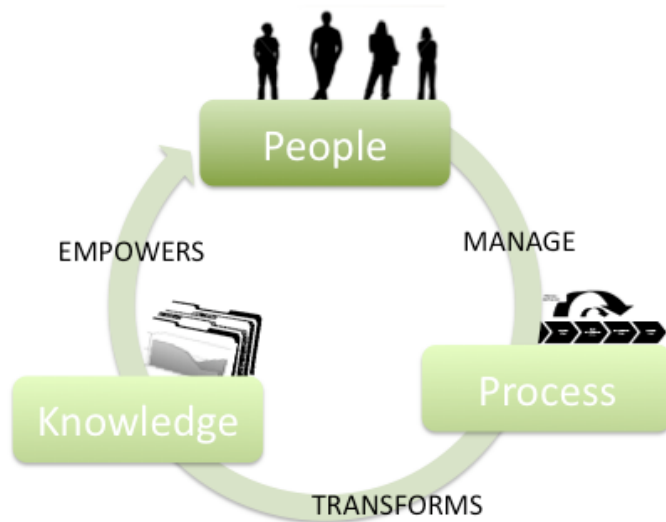 People
EMPOWERS
MANAGE
Knowledge
Process
TRANSFORMS